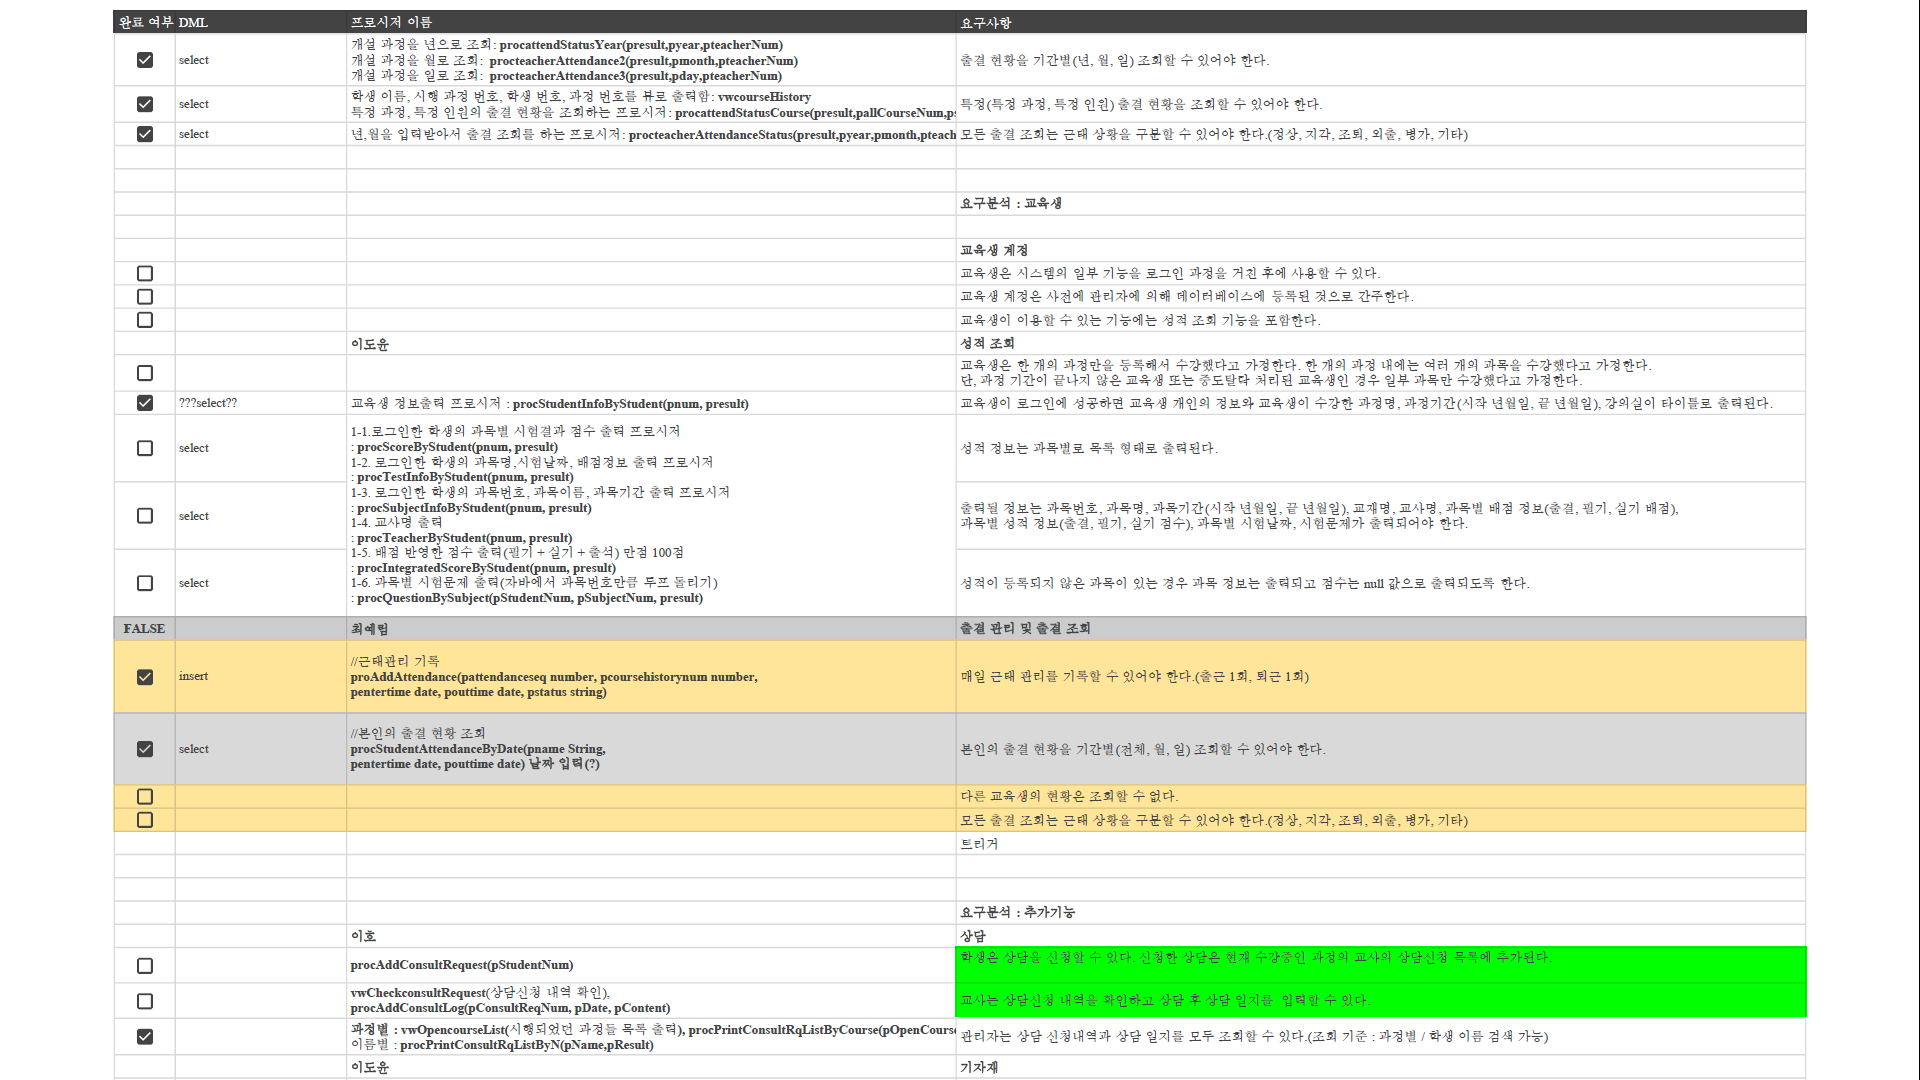 완료 여부 DML 프로시저 이름 요구사항
개설 과정을 년으로 조회: procattendStatusYear(presult,pyear,pteacherNum)
개설 과정을 월로 조회: procteacherAttendance2(presult,pmonth,pteacherNum)
개설 과정을 일로 조회: procteacherAttendance3(presult,pday,pteacherNum)
select
출결 현황을 기간별(년, 월, 일) 조회할 수 있어야 한다.
학생 이름, 시행 과정 번호, 학생 번호, 과정 번호를 뷰로 출력함: vwcourseHistory
특정 과정, 특정 인원의 출결 현황을 조회하는 프로시저: procattendStatusCourse(presult,pallCourseNum,ps
select
특정(특정 과정, 특정 인원) 출결 현황을 조회할 수 있어야 한다.
select
년,월을 입력받아서 출결 조회를 하는 프로시저: procteacherAttendanceStatus(presult,pyear,pmonth,pteach
모든 출결 조회는 근태 상황을 구분할 수 있어야 한다.(정상, 지각, 조퇴, 외출, 병가, 기타)
요구분석 : 교육생
교육생 계정
교육생은 시스템의 일부 기능을 로그인 과정을 거친 후에 사용할 수 있다.
교육생 계정은 사전에 관리자에 의해 데이터베이스에 등록된 것으로 간주한다.
교육생이 이용할 수 있는 기능에는 성적 조회 기능을 포함한다.
이도윤 성적 조회
교육생은 한 개의 과정만을 등록해서 수강했다고 가정한다. 한 개의 과정 내에는 여러 개의 과목을 수강했다고 가정한다.
단, 과정 기간이 끝나지 않은 교육생 또는 중도탈락 처리된 교육생인 경우 일부 과목만 수강했다고 가정한다.
???select??
교육생 정보출력 프로시저 : procStudentInfoByStudent(pnum, presult)
교육생이 로그인에 성공하면 교육생 개인의 정보와 교육생이 수강한 과정명, 과정기간(시작 년월일, 끝 년월일), 강의실이 타이틀로 출력된다.
select
1-1.로그인한 학생의 과목별 시험결과 점수 출력 프로시저
: procScoreByStudent(pnum, presult)
1-2. 로그인한 학생의 과목명,시험날짜, 배점정보 출력 프로시저
: procTestInfoByStudent(pnum, presult)
1-3. 로그인한 학생의 과목번호, 과목이름, 과목기간 출력 프로시저
: procSubjectInfoByStudent(pnum, presult)
1-4. 교사명 출력
: procTeacherByStudent(pnum, presult)
1-5. 배점 반영한 점수 출력(필기 + 실기 + 출석) 만점 100점
: procIntegratedScoreByStudent(pnum, presult)
1-6. 과목별 시험문제 출력(자바에서 과목번호만큼 루프 돌리기)
: procQuestionBySubject(pStudentNum, pSubjectNum, presult)
성적 정보는 과목별로 목록 형태로 출력된다.
select
출력될 정보는 과목번호, 과목명, 과목기간(시작 년월일, 끝 년월일), 교재명, 교사명, 과목별 배점 정보(출결, 필기, 실기 배점),
과목별 성적 정보(출결, 필기, 실기 점수), 과목별 시험날짜, 시험문제가 출력되어야 한다.
select
성적이 등록되지 않은 과목이 있는 경우 과목 정보는 출력되고 점수는 null 값으로 출력되도록 한다.
FALSE 최예림 출결 관리 및 출결 조회
insert
//근태관리 기록
proAddAttendance(pattendanceseq number, pcoursehistorynum number,
pentertime date, pouttime date, pstatus string)
매일 근태 관리를 기록할 수 있어야 한다.(출근 1회, 퇴근 1회)
select
//본인의 출결 현황 조회
procStudentAttendanceByDate(pname String,
pentertime date, pouttime date) 날짜 입력(?)
본인의 출결 현황을 기간별(전체, 월, 일) 조회할 수 있어야 한다.
다른 교육생의 현황은 조회할 수 없다.
모든 출결 조회는 근태 상황을 구분할 수 있어야 한다.(정상, 지각, 조퇴, 외출, 병가, 기타)
트리거
요구분석 : 추가기능
이호 상담
procAddConsultRequest(pStudentNum)
학생은 상담을 신청할 수 있다. 신청한 상담은 현재 수강중인 과정의 교사의 상담신청 목록에 추가된다.
vwCheckconsultRequest(상담신청 내역 확인),
procAddConsultLog(pConsultReqNum, pDate, pContent)
교사는 상담신청 내역을 확인하고 상담 후 상담 일지를 입력할 수 있다.
과정별 : vwOpencourseList(시행되었던 과정들 목록 출력), procPrintConsultRqListByCourse(pOpenCourse
이름별 : procPrintConsultRqListByN(pName,pResult)
관리자는 상담 신청내역과 상담 일지를 모두 조회할 수 있다.(조회 기준 : 과정별 / 학생 이름 검색 가능)
이도윤 기자재